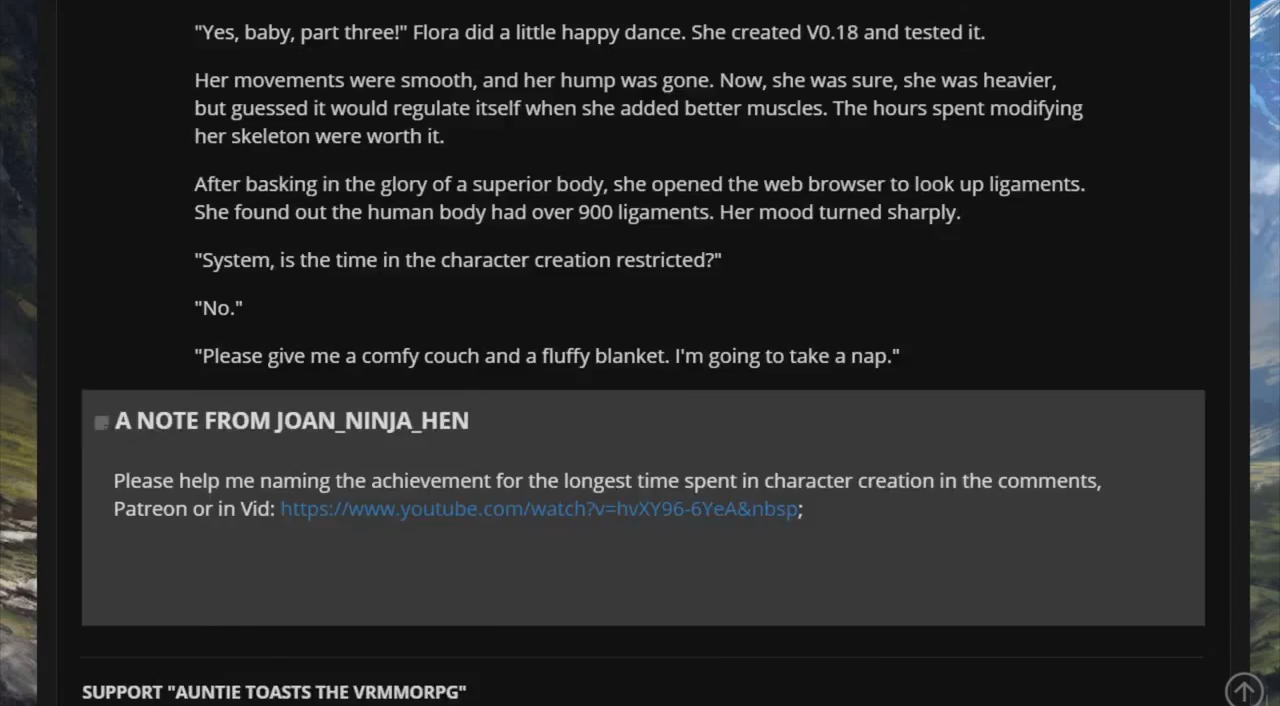 "Yes, baby, part three!" Flora did a little happy dance. She created V0.18 and tested it.
Her movements were smooth, and her hump was gone. Now, she was sure, she was heavier,
but guessed it would regulate itself when she added better muscles. The hours spent modifying
her skeleton were worth it.
After basking in the glory of a superior body, she opened the web browser to look up ligaments.
She found out the human body had over 900 ligaments. Her mood turned sharply.
"System, is the time in the character creation restricted?"
"No."
"Please give me a comfy couch and a fluffy blanket. I'm going to take a nap."
A NOTE FROM JOAN_NINJA_HEN
Please help me naming the achievement for the longest time spent in character creation in the comments,
Patreon or in Vid: https://www.youtube.com/watch?v=hvXY96-6YeA&nbsp;
SUPPORT "AUNTIE TOASTS THE VRMMORPG"